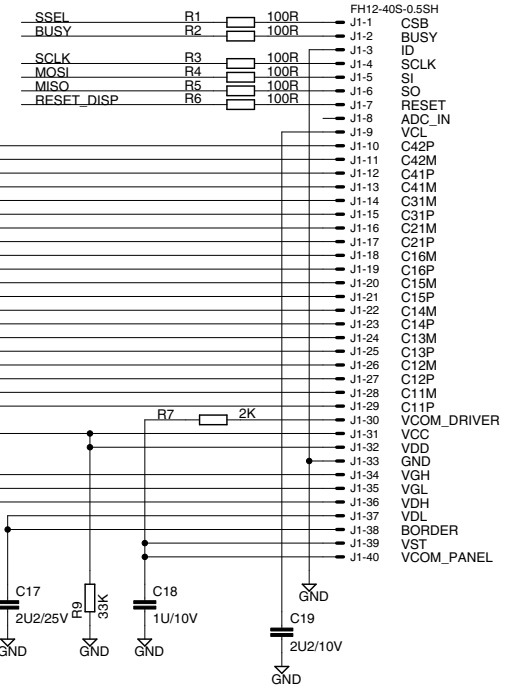 FH12-40S-0.5SH
SSEL R1 100R J1-1 CSB
BUSY R2 100R J1-2 BUSY
J1-3 ID
SCLK R3 100R J1-4 SCLK
MOSI R4 100R J1-5 SI
MISO R5 100R J1-6 SO
RESET_DISP R6 100R J1-7 RESET
J1-8 ADC_IN
J1-9 VCL
J1-10 C42P
J1-11 C42M
J1-12 C41P
J1-13 C41M
J1-14 C31M
J1-15 C31P
J1-16 C21M
J1-17 C21P
J1-18 C16M
J1-19 C16P
J1-20 C15M
J1-21 C15P
J1-22 C14M
J1-23 C14P
J1-24 C13M
J1-25 C13P
J1-26 C12M
J1-27 C12P
J1-28 C11M
J1-29 C11P
R7 2K J1-30 VCOM_DRIVER
J1-31 VCC
J1-32 VDD
J1-33 GND
J1-34 VGH
J1-35 VGL
J1-36 VDH
J1-37 VDL
J1-38 BORDER
J1-39 VST
J1-40 VCOM_PANEL
C17 2U2/25V GND
R9 33K GND
C18 1U/10V GND
GND
C19 2U2/10V GND